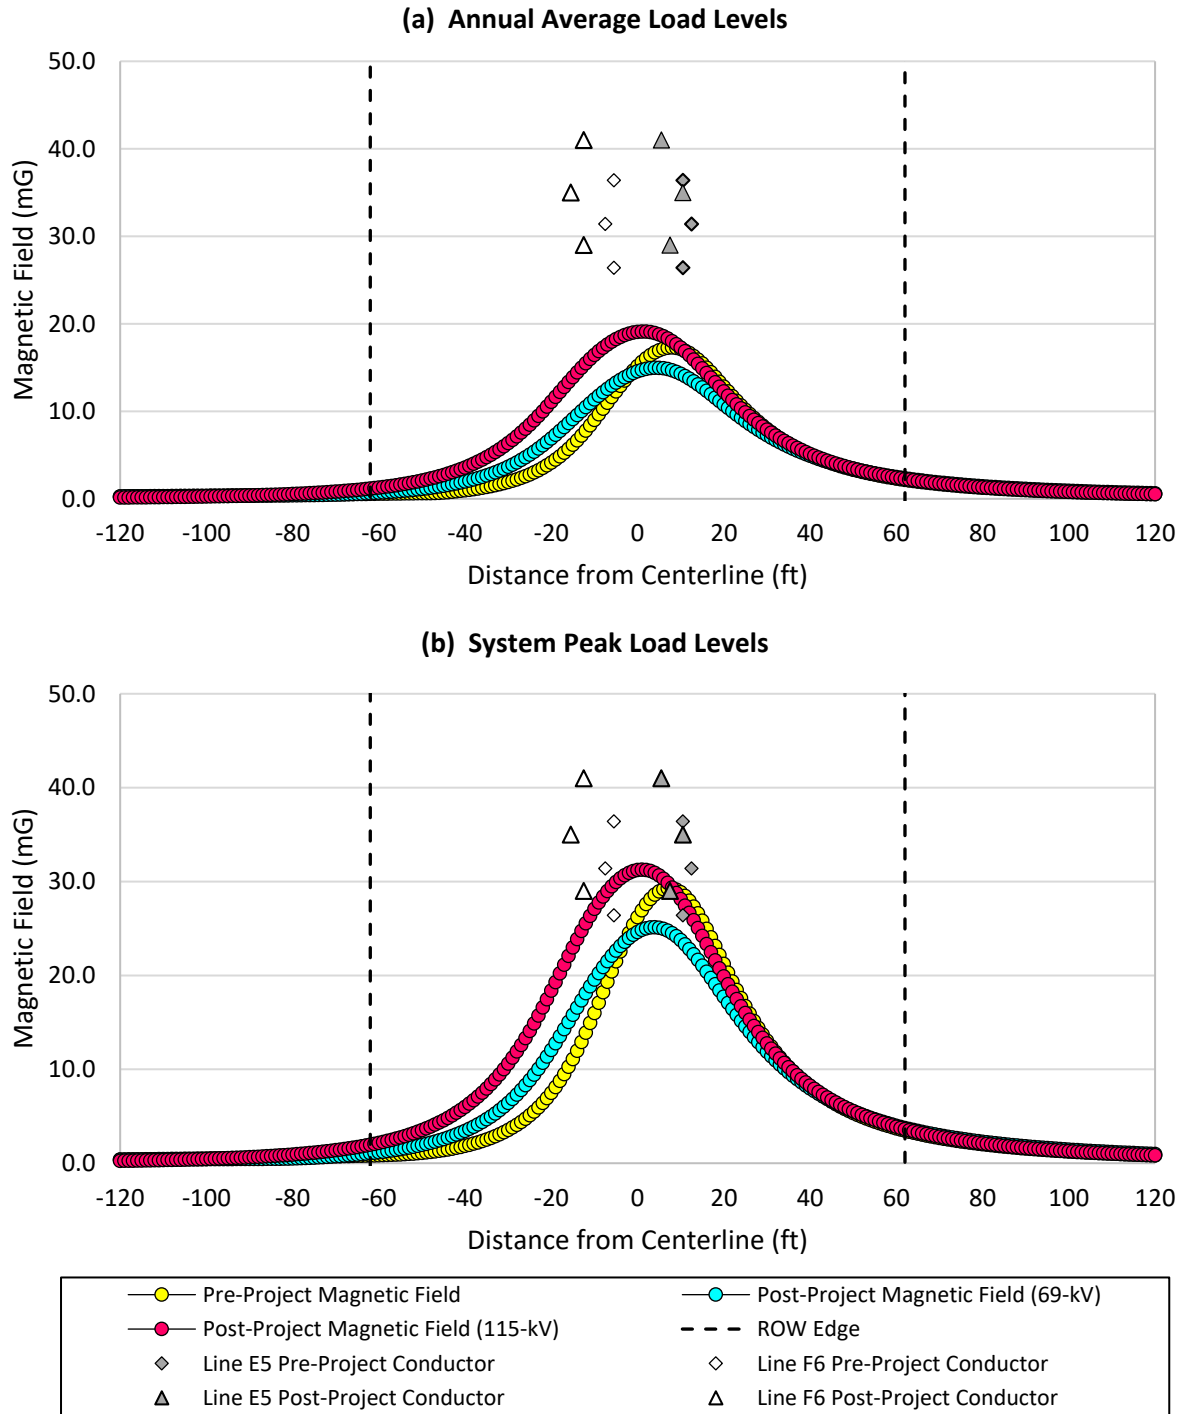 (a) Annual Average Load Levels
50.0
40.0
30.0
20.0
10.0
0.0
Magnetic Field (mG)
-120 -100 -80 -60 -40 -20 0 20 40 60 80 100 120
Distance from Centerline (ft)
(b) System Peak Load Levels
50.0
40.0
30.0
20.0
10.0
0.0
Magnetic Field (mG)
-120 -100 -80 -60 -40 -20 0 20 40 60 80 100 120
Distance from Centerline (ft)
Pre-Project Magnetic Field
Post-Project Magnetic Field (69-kV)
Post-Project Magnetic Field (115-kV)
ROW Edge
Line E5 Pre-Project Conductor
Line F6 Pre-Project Conductor
Line E5 Post-Project Conductor
Line F6 Post-Project Conductor